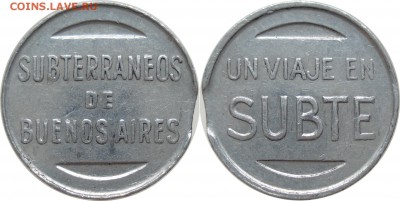 COINS.LAVE.RU
SUBTERRANEOS
DE
BUENOS AIRES
UN VIAJE EN
SUBTE